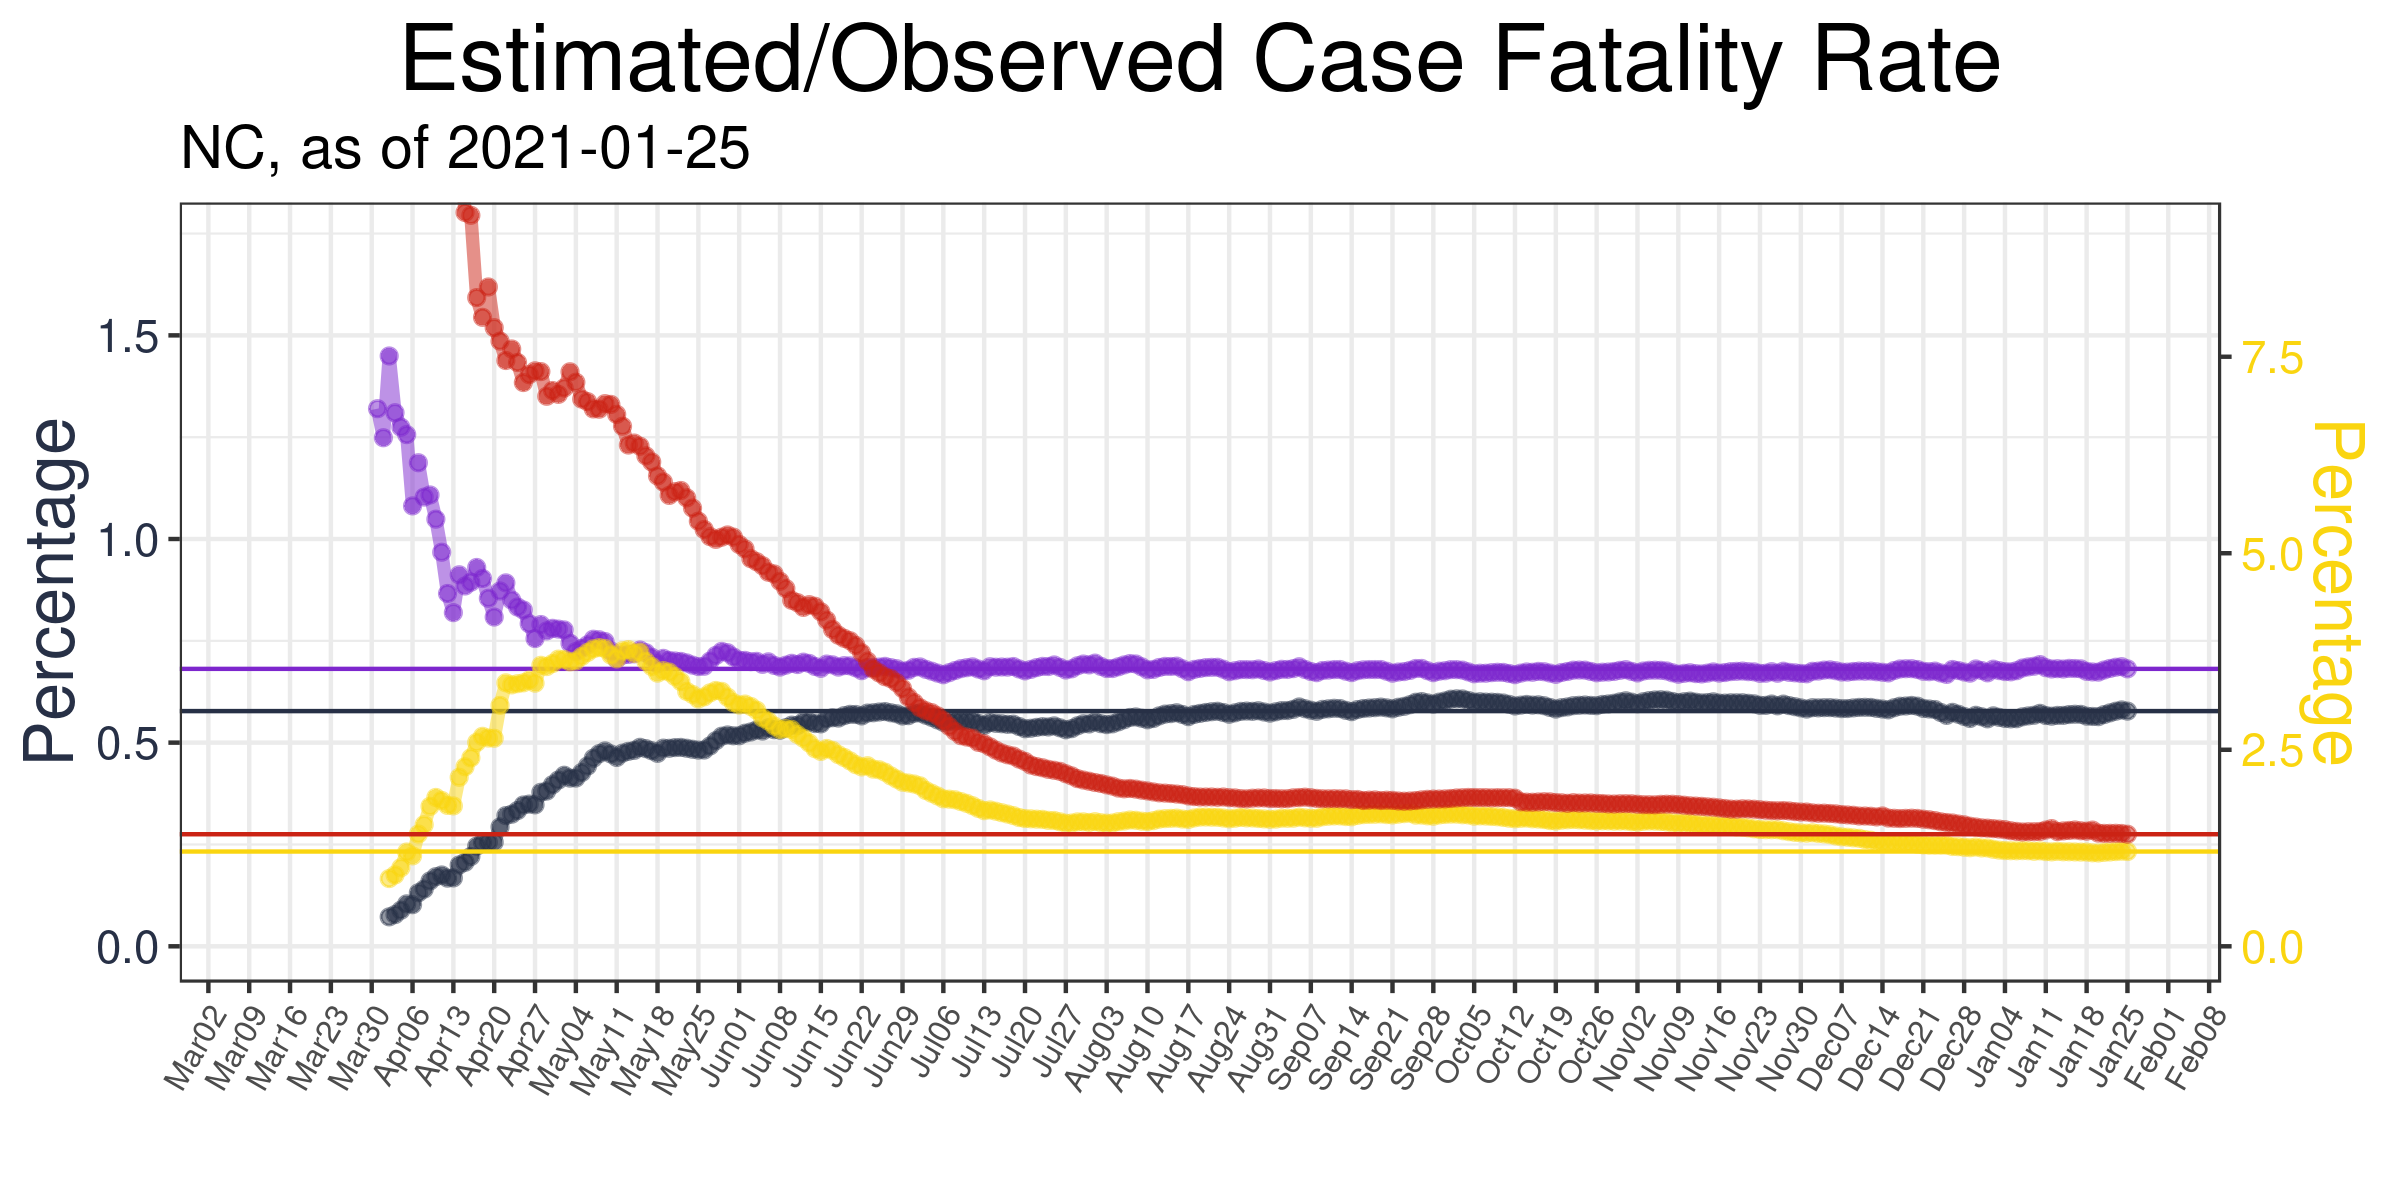 Estimated/Observed Case Fatality Rate
NC, as of 2021-01-25
Percentage
1.5
1.0
0.5
0.0
7.5
5.0
2.5
0.0
Percentage
Mar02 Mar09 Mar16 Mar23 Mar30 Apr06 Apr13 Apr20 Apr27 May04 May11 May18 May25 Jun01 Jun08 Jun15 Jun22 Jun29 Jul06 Jul13 Jul20 Jul27 Aug03 Aug10 Aug17 Aug24 Aug31 Sep07 Sep14 Sep21 Sep28 Oct05 Oct12 Oct19 Oct26 Nov02 Nov09 Nov16 Nov23 Nov30 Dec07 Dec14 Dec21 Dec28 Jan04 Jan11 Jan18 Jan25 Feb01 Feb08